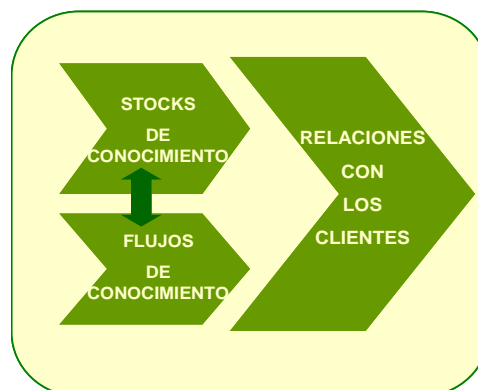 STOCKS
DE
CONOCIMIENTO
FLUJOS
DE
CONOCIMIENTO
RELACIONES
CON
LOS
CLIENTES